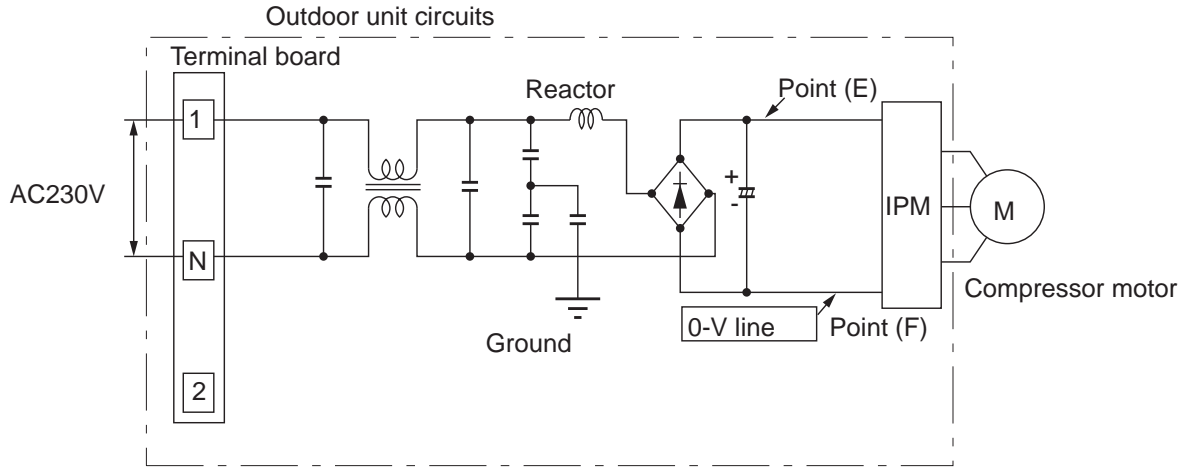 Outdoor unit circuits
Terminal board
Reactor
Point (E)
1
AC230V
+
-
IPM
M
N
Compressor motor
0-V line
Point (F)
Ground
2